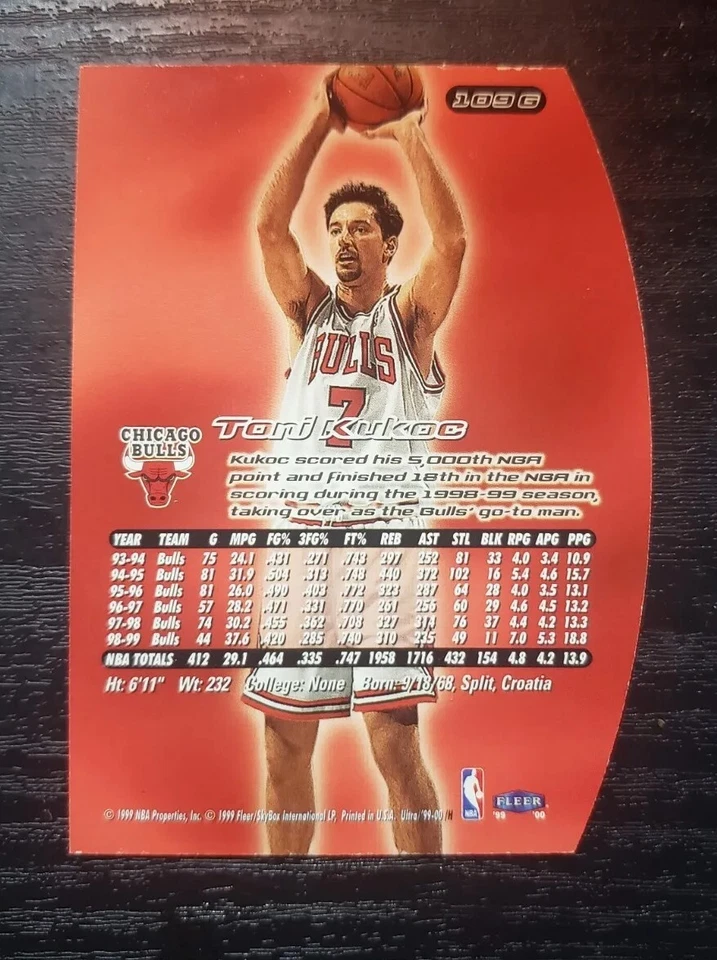 109G
BULLS
7
CHICAGO
BULLS
Toni Kukoc
Kukoc scored his 5,000th NBA
point and finished 18th in the NBA in
scoring during the 1998-99 season,
taking over as the Bulls' go-to man.
YEAR TEAM G MPG FG% 3FG% FT% REB AST STL BLK RPG APG PPG
93-94 Bulls 75 24.1 .431 .271 .743 297 252 81 33 4.0 3.4 10.9
94-95 Bulls 81 31.9 .504 .313 .748 440 372 102 16 5.4 4.6 15.7
95-96 Bulls 81 26.0 .490 .403 .772 323 287 64 28 4.0 3.5 13.1
96-97 Bulls 57 28.2 .471 .331 .770 261 256 60 29 4.6 4.5 13.2
97-98 Bulls 74 30.2 .455 .362 .708 327 314 76 37 4.4 4.2 13.3
98-99 Bulls 44 37.6 .420 .285 .740 310 235 49 11 7.0 5.3 18.8
NBA TOTALS 412 29.1 .464 .335 .747 1958 1716 432 154 4.8 4.2 13.9
Ht: 6'11" Wt: 232 College: None Born: 9/18/68, Split, Croatia
© 1999 NBA Properties, Inc. © 1999 Fleer/SkyBox International LP, Printed in U.S.A. Ultra '99-00/H
NBA
FLEER
'99 '00